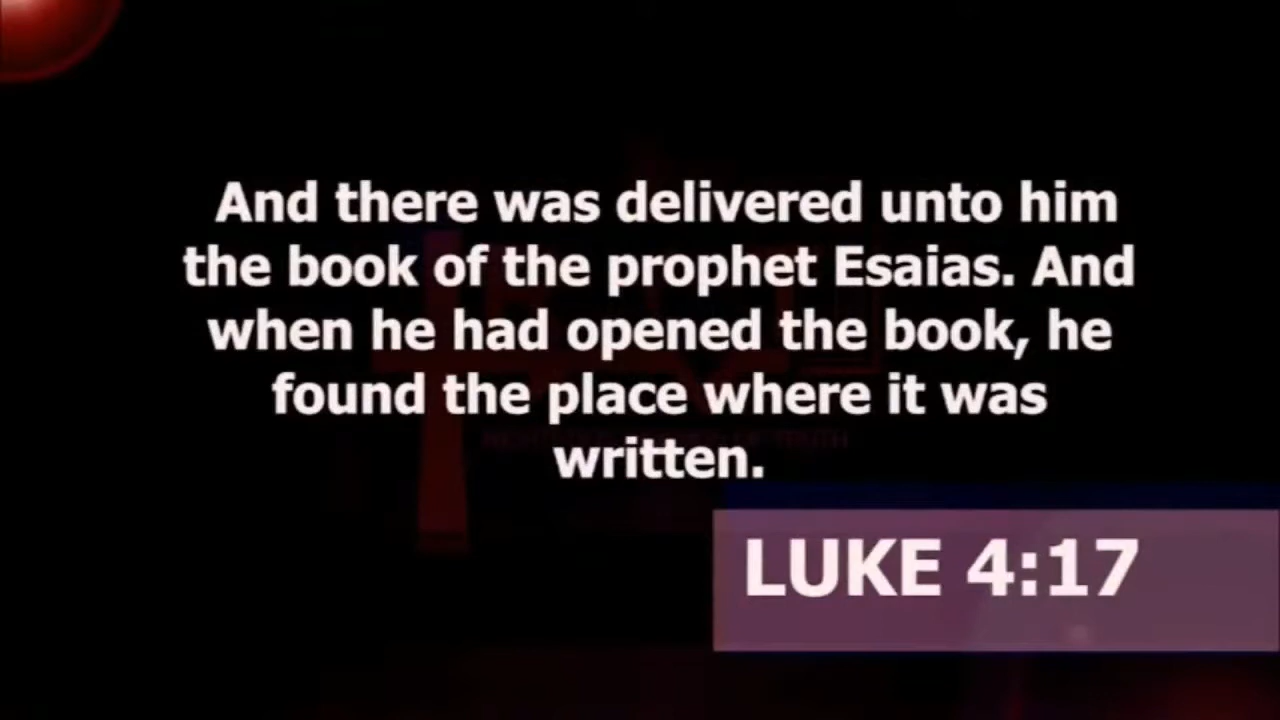 And there was delivered unto him
the book of the prophet Esaias. And
when he had opened the book, he
found the place where it was
written.
LUKE 4:17